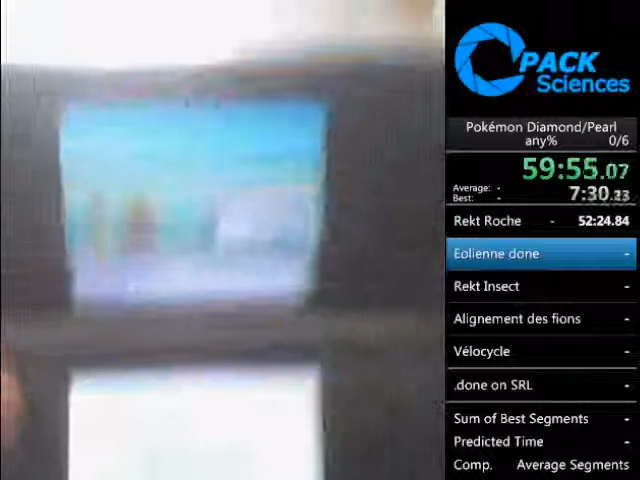 PACK
Sciences
Pokémon Diamond/Pearl
any% 0/6
59:55.07
Average: -
Best: -
7:30.23
Rekt Roche - 52:24.84
Eolienne done -
Rekt Insect -
Alignement des fions -
Vélocycle -
.done on SRL -
Sum of Best Segments -
Predicted Time -
Comp. Average Segments